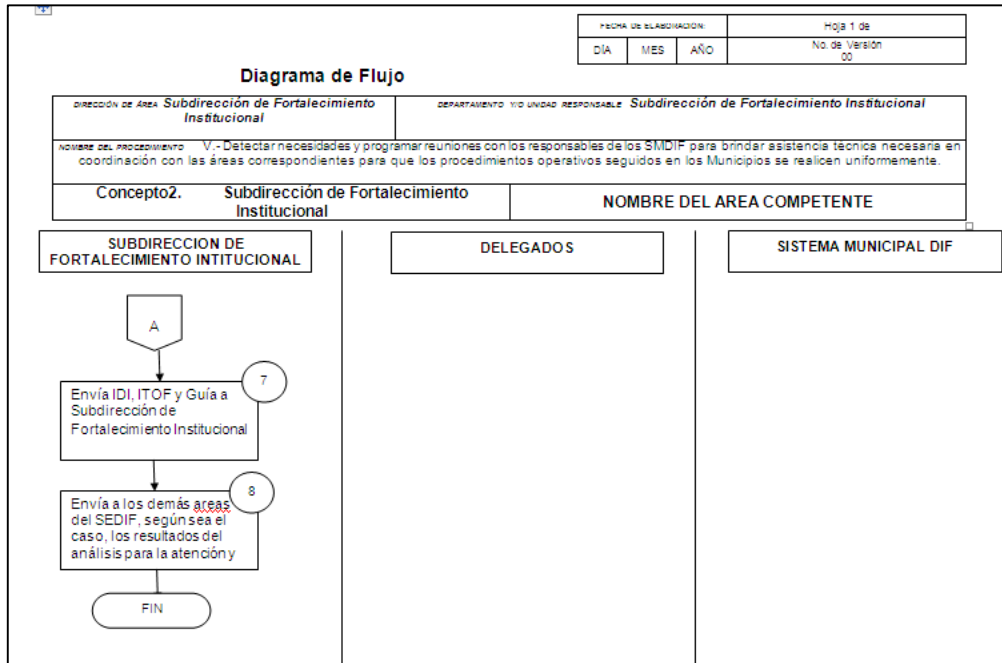 FECHA DE ELABORACIÓN:
Hoja 1 de
DÍA MES AÑO
No. de Versión
00
Diagrama de Flujo
DIRECCIÓN DE ÁREA Subdirección de Fortalecimiento
Institucional
DEPARTAMENTO Y/O UNIDAD RESPONSABLE Subdirección de Fortalecimiento Institucional
NOMBRE DEL PROCEDIMIENTO V.- Detectar necesidades y programar reuniones con los responsables de los SMDIF para brindar asistencia técnica necesaria en
coordinación con las áreas correspondientes para que los procedimientos operativos seguidos en los Municipios se realicen uniformemente.
Concepto2. Subdirección de Fortalecimiento
Institucional
NOMBRE DEL AREA COMPETENTE
SUBDIRECCION DE
FORTALECIMIENTO INTITUCIONAL
DELEGADOS
SISTEMA MUNICIPAL DIF
A
7
Envía IDI, ITOF y Guía a
Subdirección de
Fortalecimiento Institucional
8
Envía a los demás areas
del SEDIF, según sea el
caso, los resultados del
análisis para la atención y
FIN